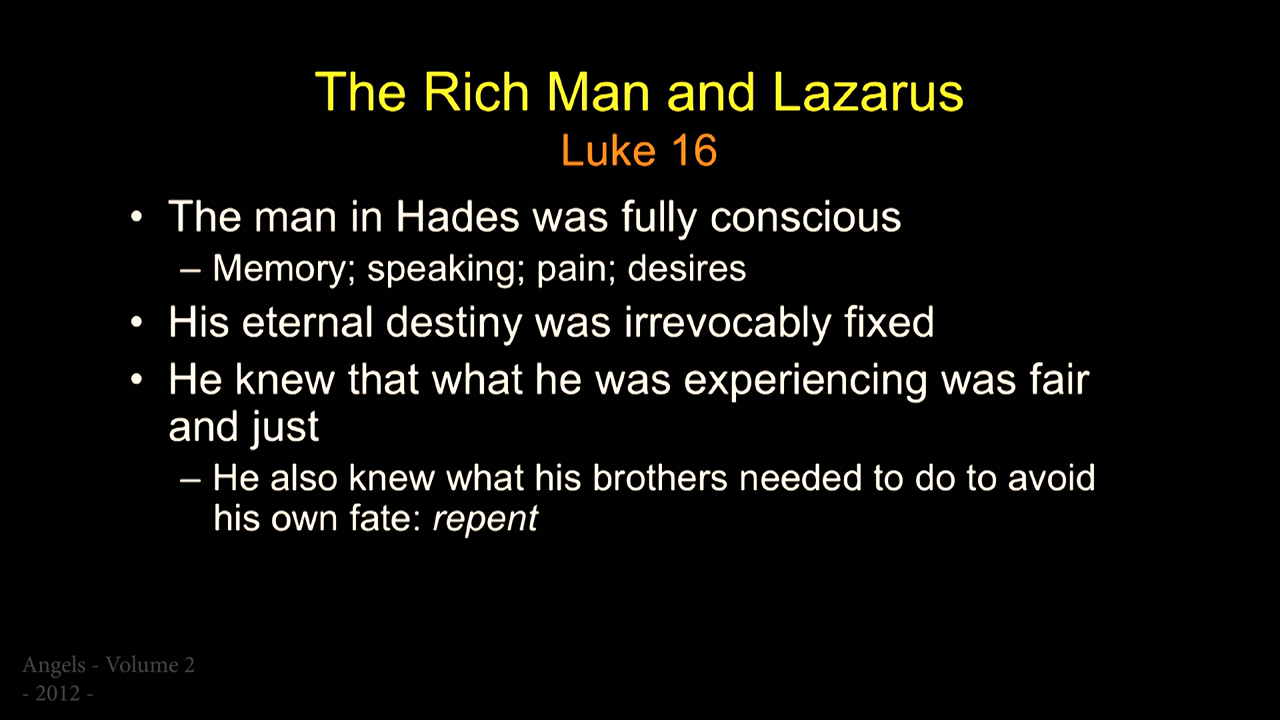 The Rich Man and Lazarus
Luke 16
• The man in Hades was fully conscious
– Memory; speaking; pain; desires
• His eternal destiny was irrevocably fixed
• He knew that what he was experiencing was fair
and just
– He also knew what his brothers needed to do to avoid
his own fate: repent
Angels - Volume 2
- 2012 -